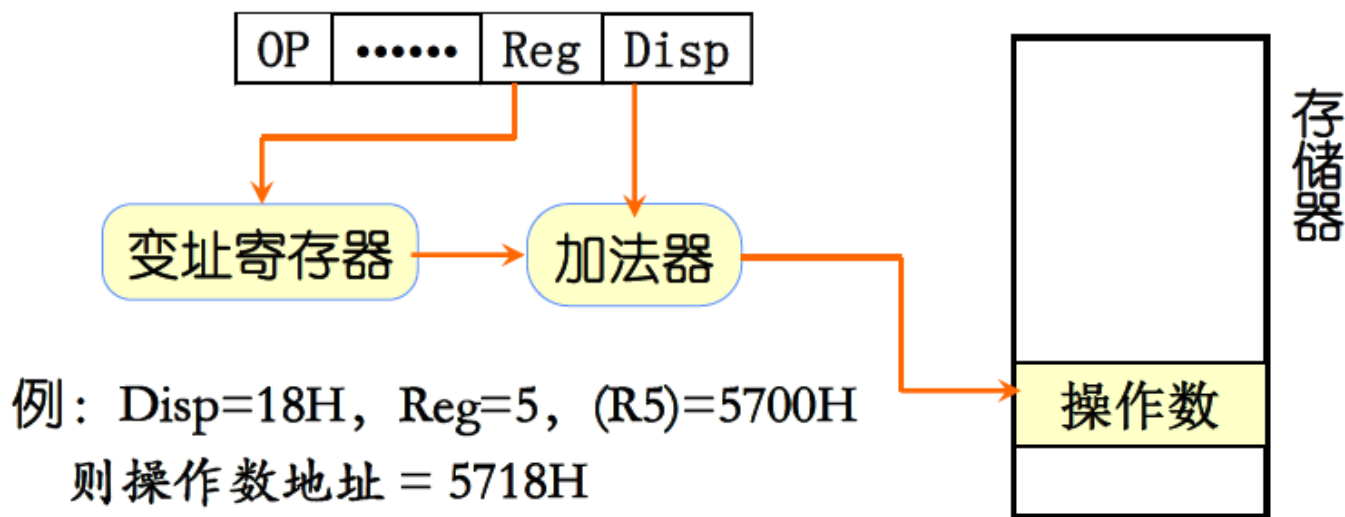 OP •••••• Reg Disp
存储器
变址寄存器
加法器
操作数
例: Disp=18H, Reg=5, (R5)=5700H
则操作数地址 = 5718H